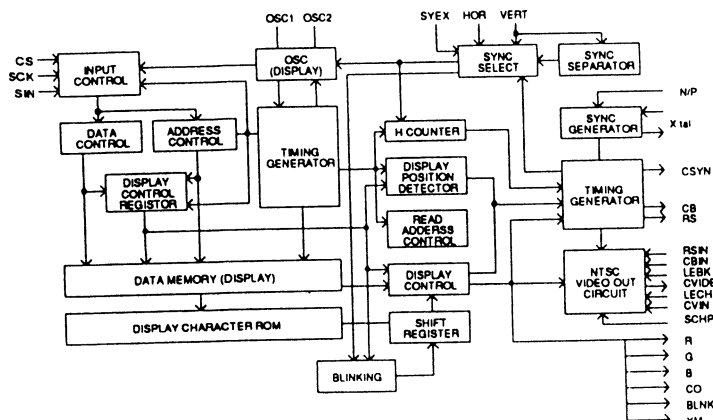 OSC1 OSC2
SYEX HOR VERT
CS
SCK
SIN
INPUT
CONTROL
OSC
(DISPLAY)
SYNC
SELECT
SYNC
SEPARATOR
N/P
Xtal
DATA
CONTROL
ADDRESS
CONTROL
TIMING
GENERATOR
H COUNTER
SYNC
GENERATOR
DISPLAY
POSITION
DETECTOR
TIMING
GENERATOR
CSYN
CB
RS
DISPLAY
CONTROL
REGISTOR
READ
ADDERSS
CONTROL
DATA MEMORY (DISPLAY)
DISPLAY
CONTROL
NTSC
VIDEO OUT
CIRCUIT
RSIN
CBIN
LEBK
CVIDE
LECH
CVIN
SCHP
DISPLAY CHARACTER ROM
SHIFT
REGISTER
BLINKING
R
G
B
CO
BLNK